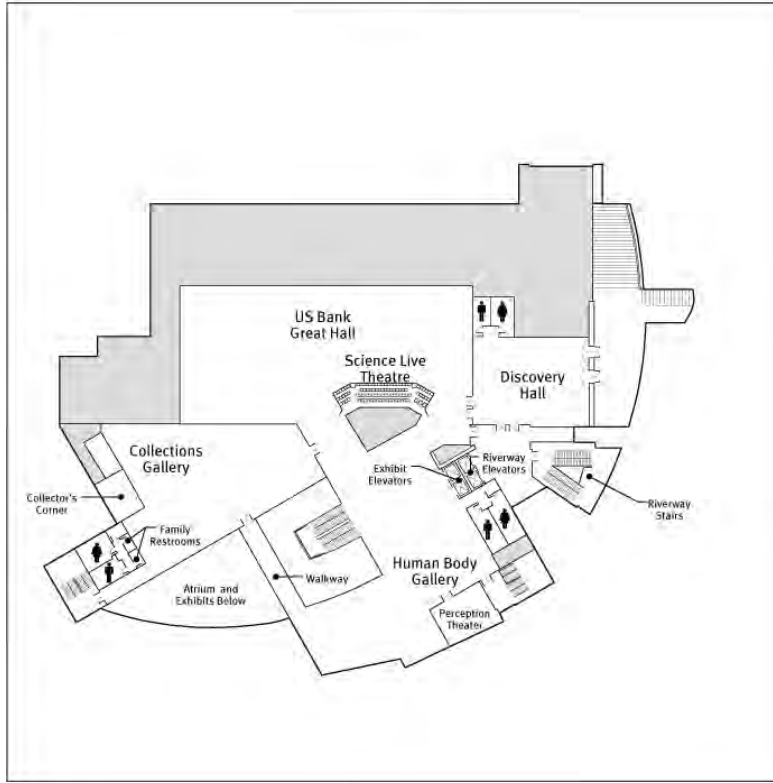 US Bank
Great Hall
Science Live
Theatre
Discovery
Hall
Collections
Gallery
Exhibit
Elevators
Riverway
Elevators
Collector's
Corner
Riverway
Stairs
Family
Restrooms
Human Body
Gallery
Walkway
Atrium and
Exhibits Below
Perception
Theater